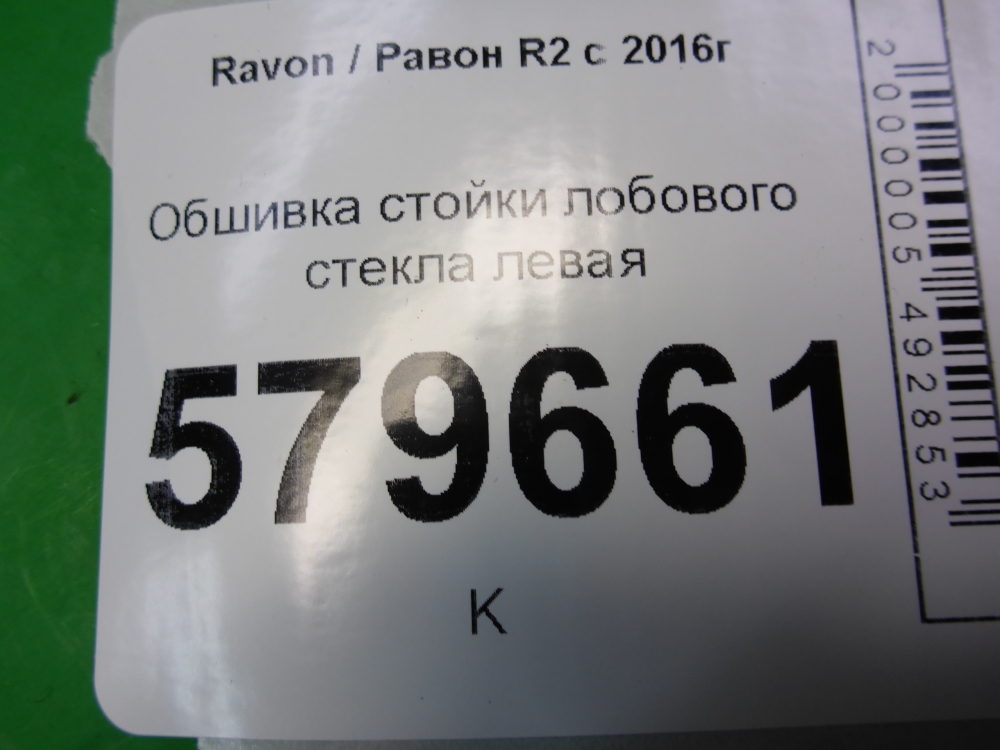 Ravon / Равон R2 с 2016г
Обшивка стойки лобового
стекла левая
579661
К
2000005492853